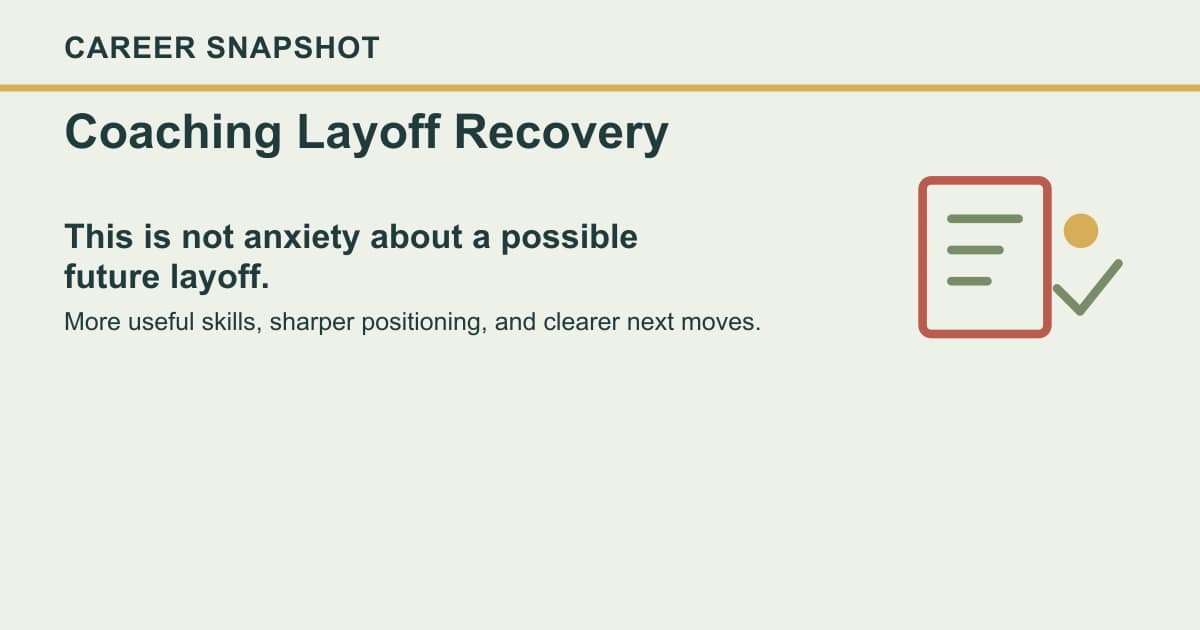 CAREER SNAPSHOT
Coaching Layoff Recovery
This is not anxiety about a possible
future layoff.
More useful skills, sharper positioning, and clearer next moves.